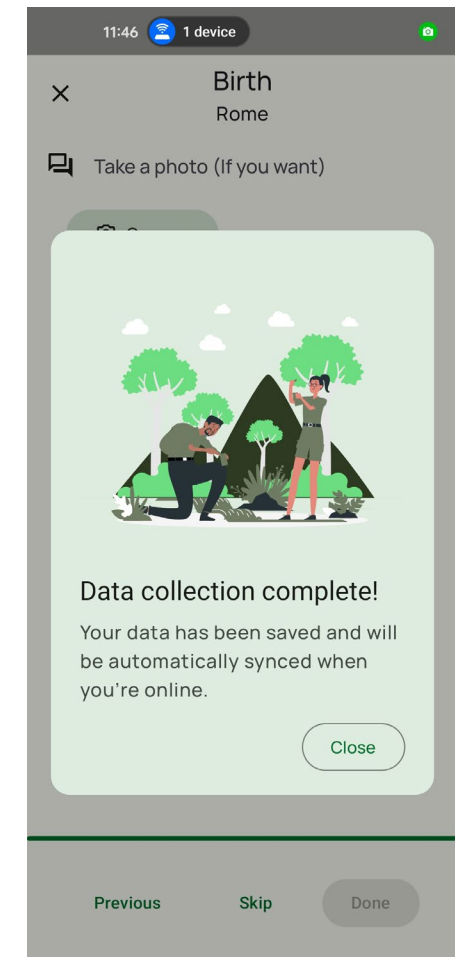 11:46 1 device
Birth
Rome
Take a photo (If you want)
Data collection complete!
Your data has been saved and will
be automatically synced when
you're online.
Close
Previous Skip Done